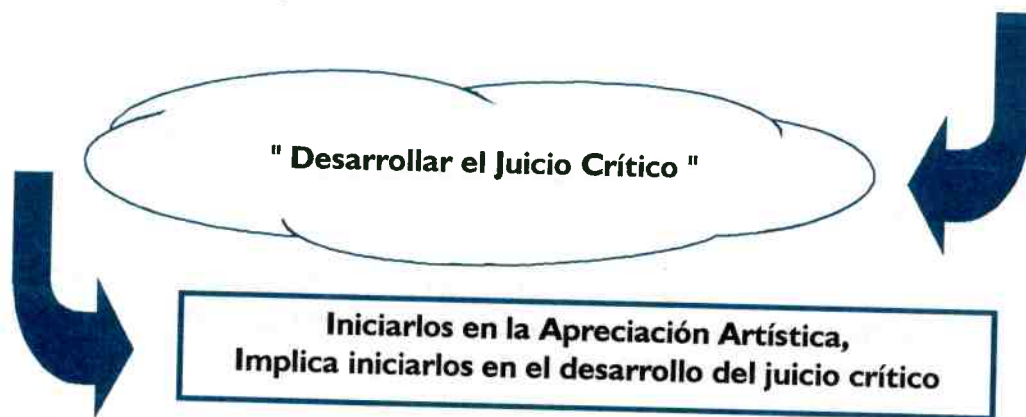 " Desarrollar el Juicio Crítico "
Iniciarlos en la Apreciación Artística,
Implica iniciarlos en el desarrollo del juicio crítico